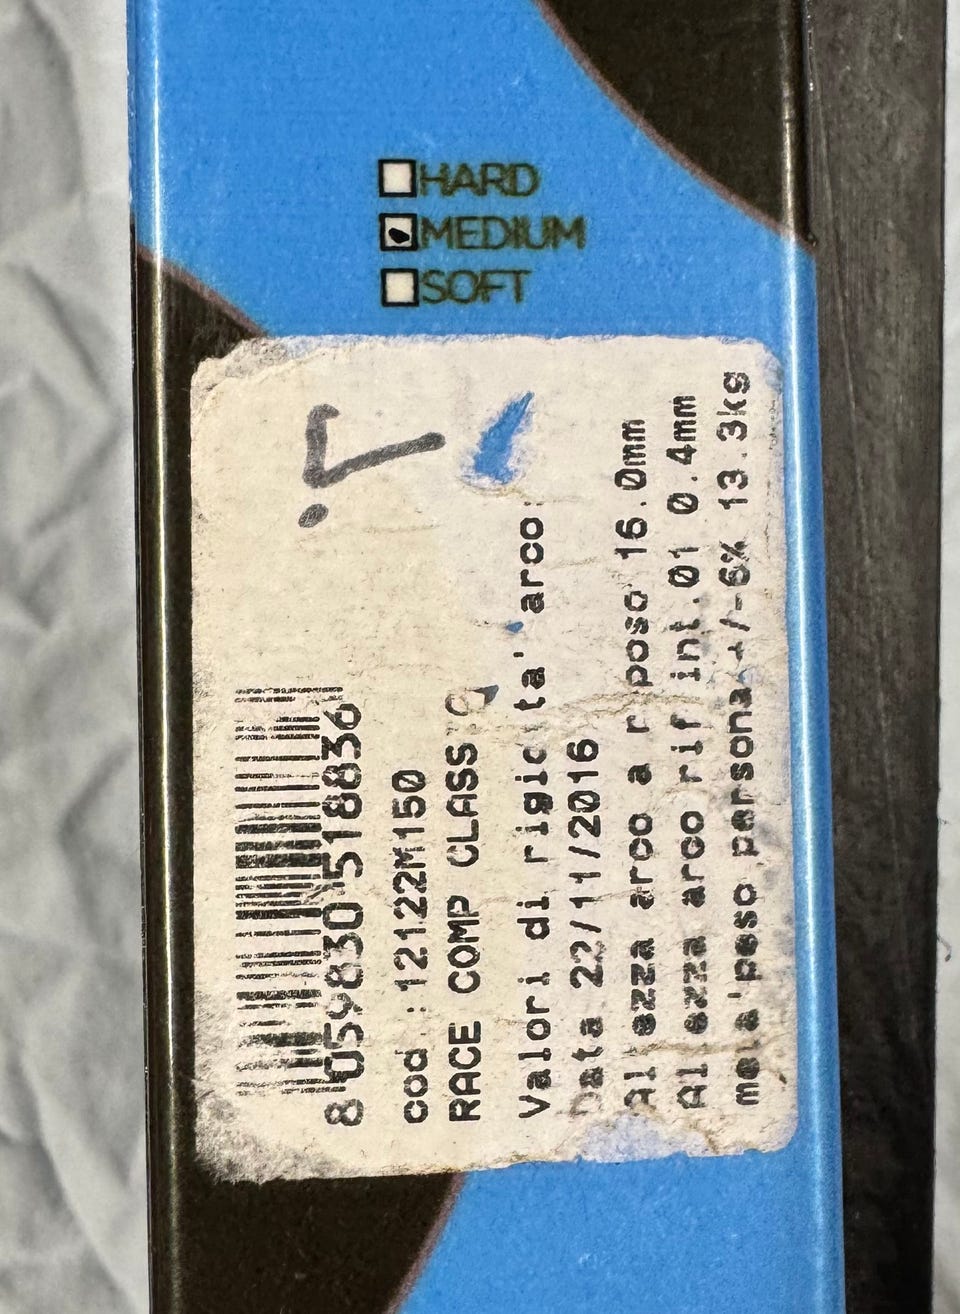 HARD
MEDIUM
SOFT
8 059830 518836
cod.:12122M150
RACE COMP CLASS
Valori di rigidita' arco:
Data 22/11/2016
Altezza arco a riposo 16.0mm
Altezza arco rif int.01 0.4mm
meta'peso persona +/-6% 13.3kg